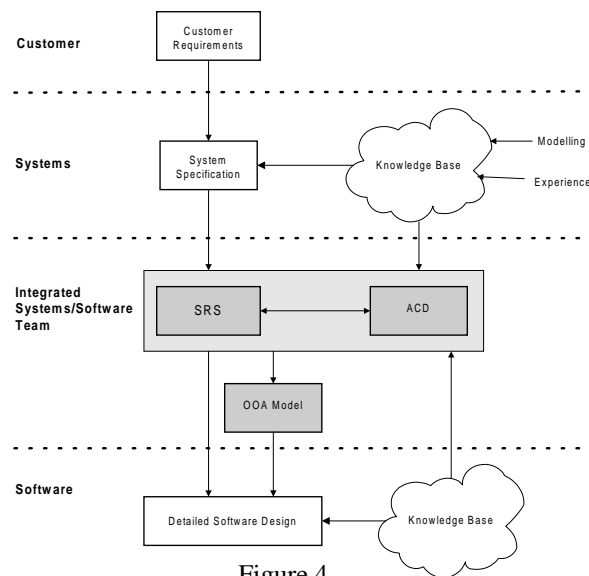 Customer
Customer
Requirements
Systems
System
Specification
Knowledge Base
Modelling
Experience
Integrated
Systems/Software
Team
SRS
ACD
OOA Model
Software
Detailed Software Design
Knowledge Base
Figure 4